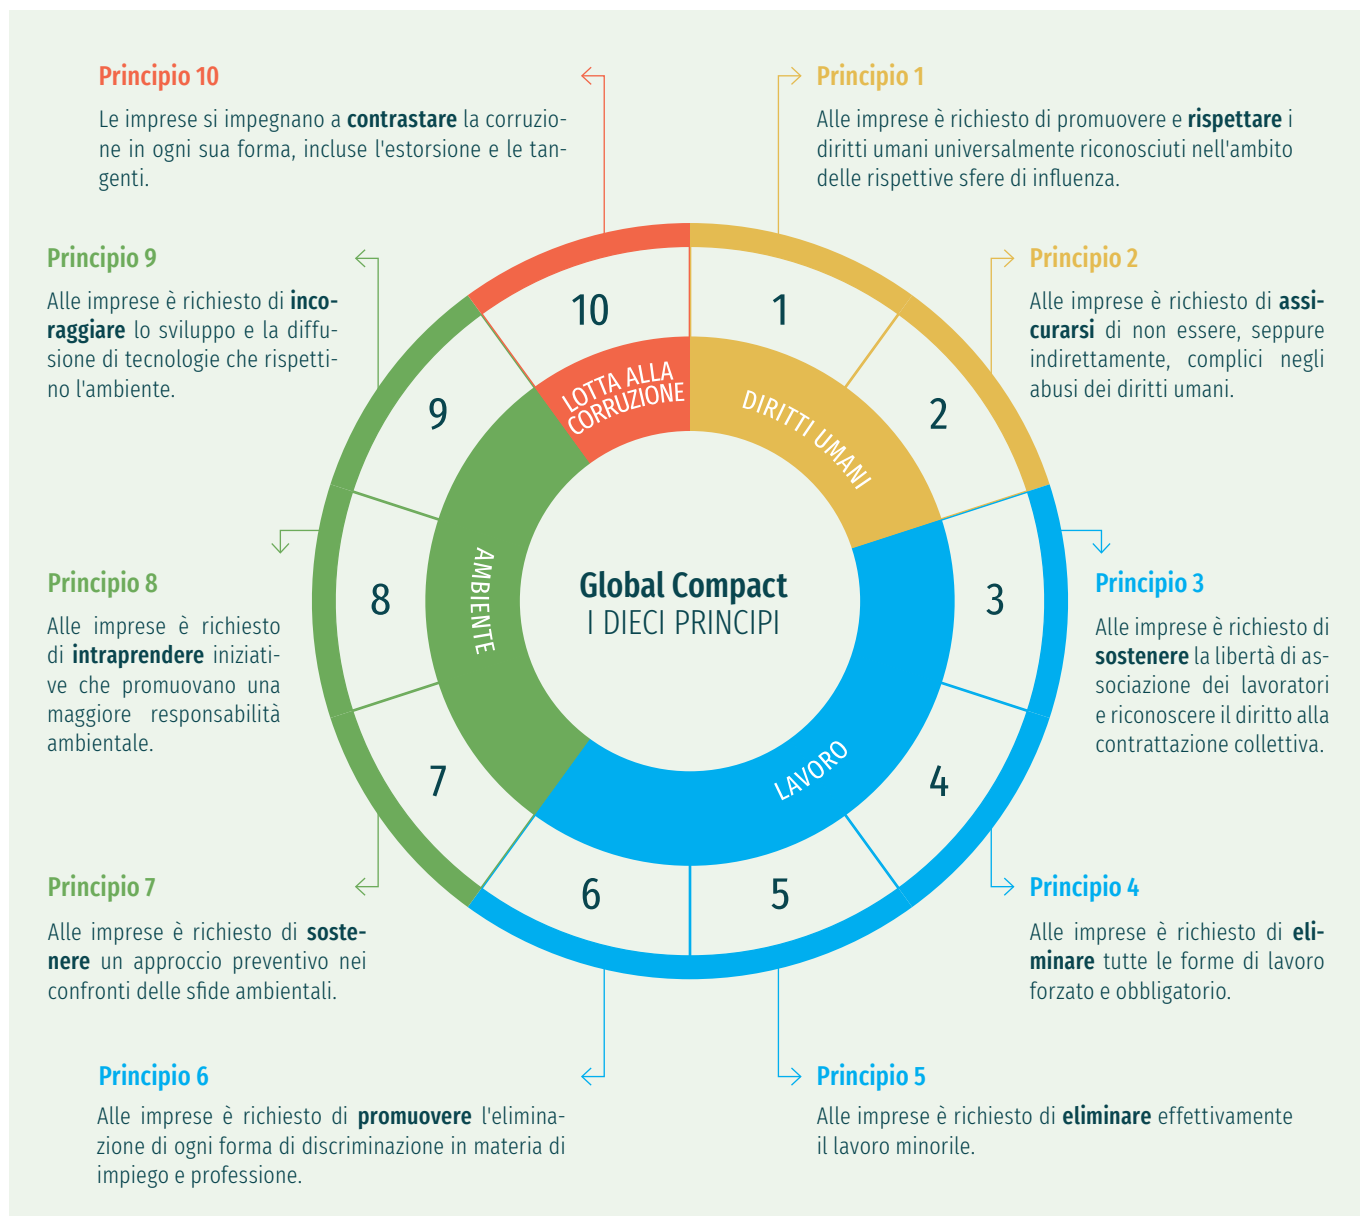 Principio 10
Le imprese si impegnano a contrastare la corruzio-
ne in ogni sua forma, incluse l'estorsione e le tan-
genti.
Principio 1
Alle imprese è richiesto di promuovere e rispettare i
diritti umani universalmente riconosciuti nell'ambito
delle rispettive sfere di influenza.
Principio 9
Alle imprese è richiesto di inco-
raggiare lo sviluppo e la diffu-
sione di tecnologie che rispetti-
no l'ambiente.
Principio 2
Alle imprese è richiesto di assi-
curarsi di non essere, seppure
indirettamente, complici negli
abusi dei diritti umani.
10
1
9
2
8
3
7
4
6
5
LOTTA ALLA
CORRUZIONE
DIRITTI UMANI
AMBIENTE
LAVORO
Global Compact
I DIECI PRINCIPI
Principio 8
Alle imprese è richiesto
di intraprendere iniziati-
ve che promuovano una
maggiore responsabilità
ambientale.
Principio 3
Alle imprese è richiesto di
sostenere la libertà di as-
sociazione dei lavoratori
e riconoscere il diritto alla
contrattazione collettiva.
Principio 7
Alle imprese è richiesto di soste-
nere un approccio preventivo nei
confronti delle sfide ambientali.
Principio 4
Alle imprese è richiesto di eli-
minare tutte le forme di lavoro
forzato e obbligatorio.
Principio 6
Alle imprese è richiesto di promuovere l'elimina-
zione di ogni forma di discriminazione in materia di
impiego e professione.
Principio 5
Alle imprese è richiesto di eliminare effettivamente
il lavoro minorile.